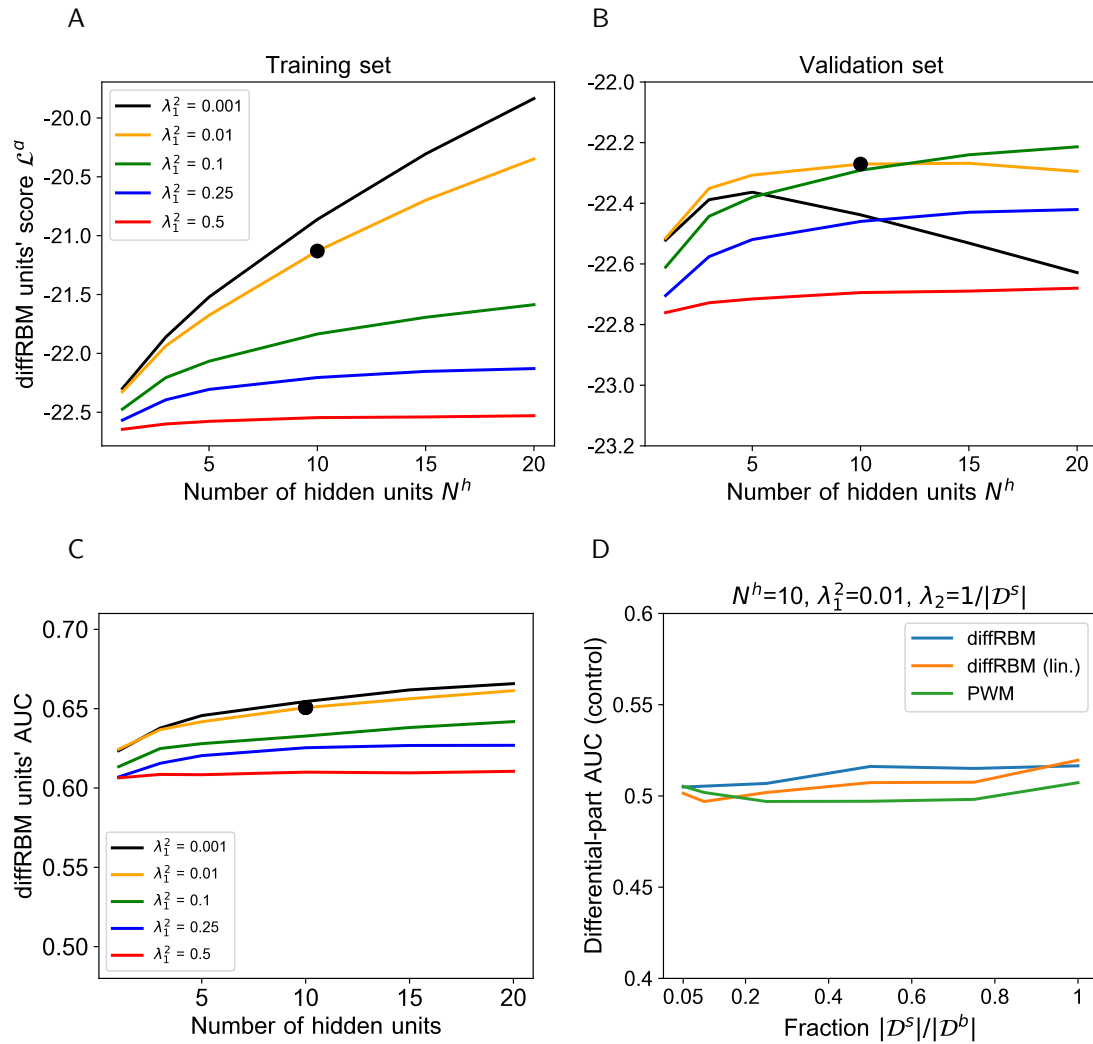 A
Training set
diffRBM units' score ℒᵈ
-20.0
-20.5
-21.0
-21.5
-22.0
-22.5
λ₁² = 0.001
λ₁² = 0.01
λ₁² = 0.1
λ₁² = 0.25
λ₁² = 0.5
5
10
15
20
Number of hidden units Nʰ
B
Validation set
-22.0
-22.2
-22.4
-22.6
-22.8
-23.0
-23.2
5
10
15
20
Number of hidden units Nʰ
C
diffRBM units' AUC
0.70
0.65
0.60
0.55
0.50
λ₁² = 0.001
λ₁² = 0.01
λ₁² = 0.1
λ₁² = 0.25
λ₁² = 0.5
5
10
15
20
Number of hidden units
D
Nʰ=10, λ₁²=0.01, λ₂=1/|𝒟ˢ|
Differential-part AUC (control)
0.6
0.55
0.5
0.45
0.4
diffRBM
diffRBM (lin.)
PWM
0.05
0.2
0.4
0.6
0.8
1
Fraction |𝒟ˢ|/|𝒟ᵇ|